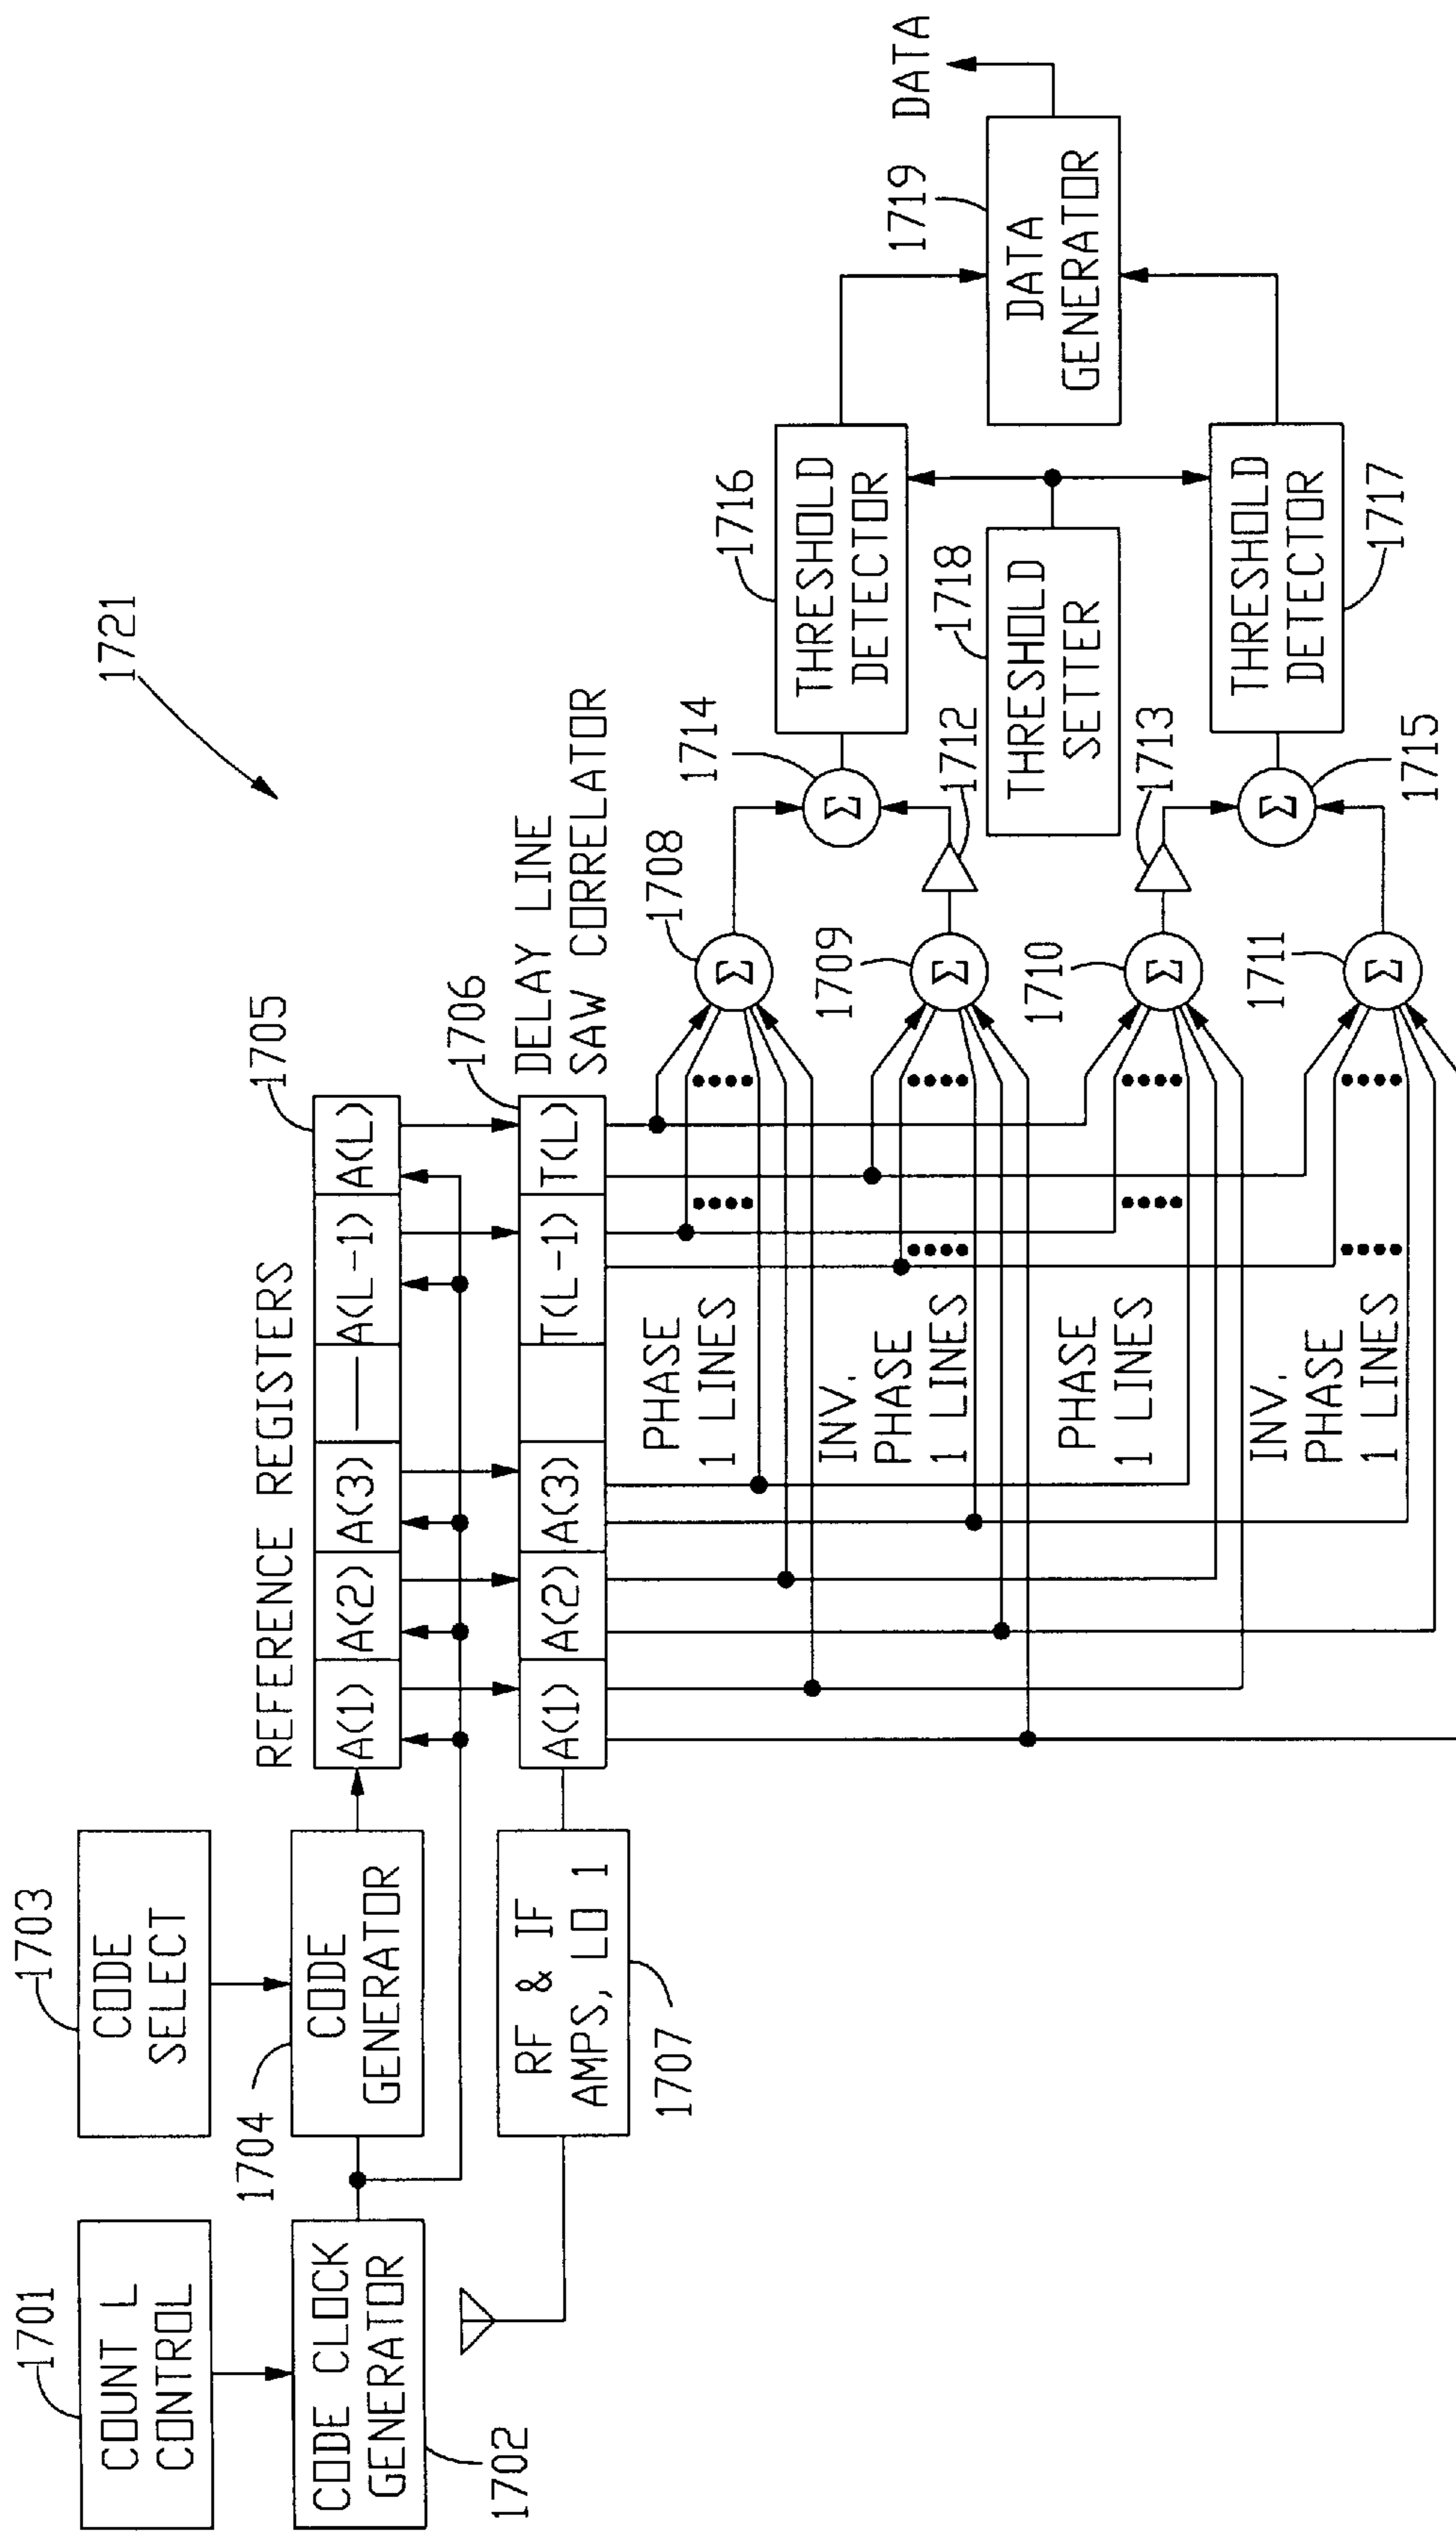 1721
1701
COUNT L
CONTROL
1703
CODE
SELECT
1702
CODE CLOCK
GENERATOR
1704
CODE
GENERATOR
REFERENCE REGISTERS
1705
A(1)
A(2)
A(3)
A(L-1)
A(L)
1707
RF & IF
AMPS, LO 1
1706
DELAY LINE
SAW CORRELATOR
A(1)
A(2)
A(3)
T(L-1)
T(L)
PHASE
1 LINES
1708
Σ
INV.
PHASE
1 LINES
1709
Σ
PHASE
1 LINES
1710
Σ
INV.
PHASE
1 LINES
1711
Σ
1712
1713
1714
Σ
1715
Σ
1716
THRESHOLD
DETECTOR
1718
THRESHOLD
SETTER
THRESHOLD
DETECTOR
1717
1719
DATA
GENERATOR
DATA